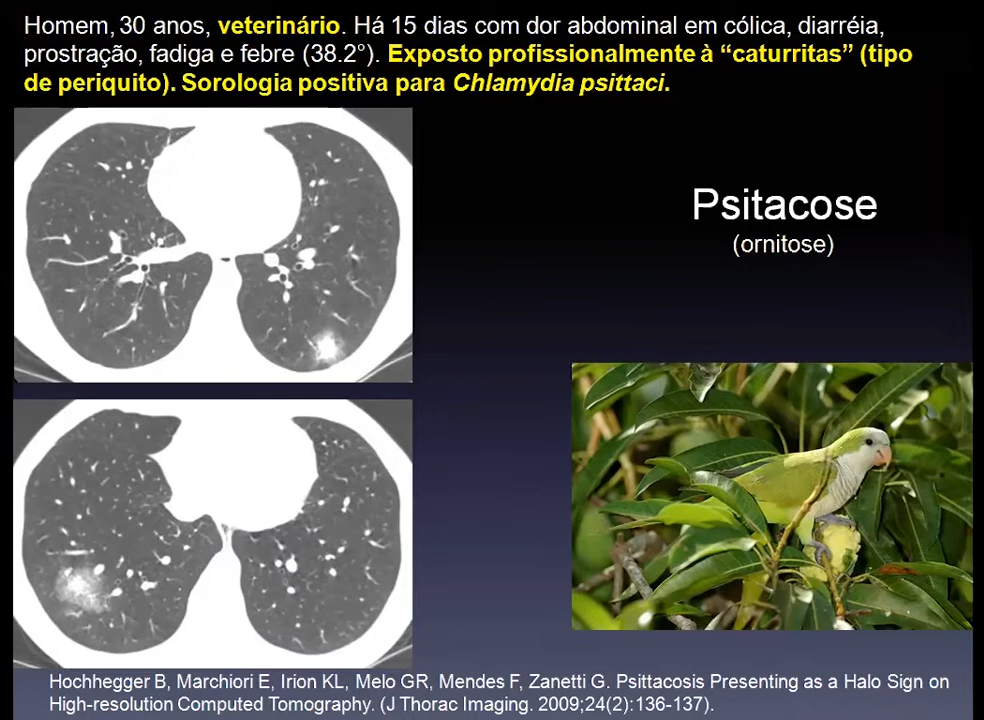 Homem, 30 anos, veterinário. Há 15 dias com dor abdominal em cólica, diarréia,
prostração, fadiga e febre (38.2°). Exposto profissionalmente à “caturritas” (tipo
de periquito). Sorologia positiva para Chlamydia psittaci.
Psitacose
(ornitose)
Hochhegger B, Marchiori E, Irion KL, Melo GR, Mendes F, Zanetti G. Psittacosis Presenting as a Halo Sign on
High-resolution Computed Tomography. (J Thorac Imaging. 2009;24(2):136-137).